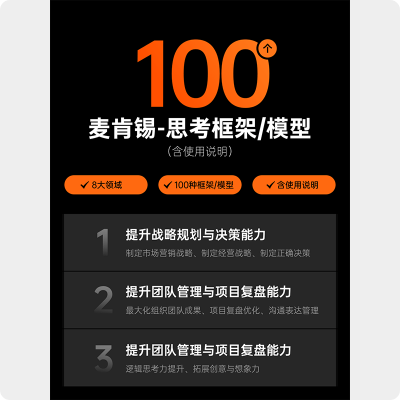 100个
麦肯锡-思考框架/模型
（含使用说明）
8大领域
100种框架/模型
含使用说明
1
提升战略规划与决策能力
制定市场营销战略、制定经营战略、制定正确决策
2
提升团队管理与项目复盘能力
最大化组织团队成果、项目复盘优化、沟通表达管理
3
提升团队管理与项目复盘能力
逻辑思考力提升、拓展创意与想象力